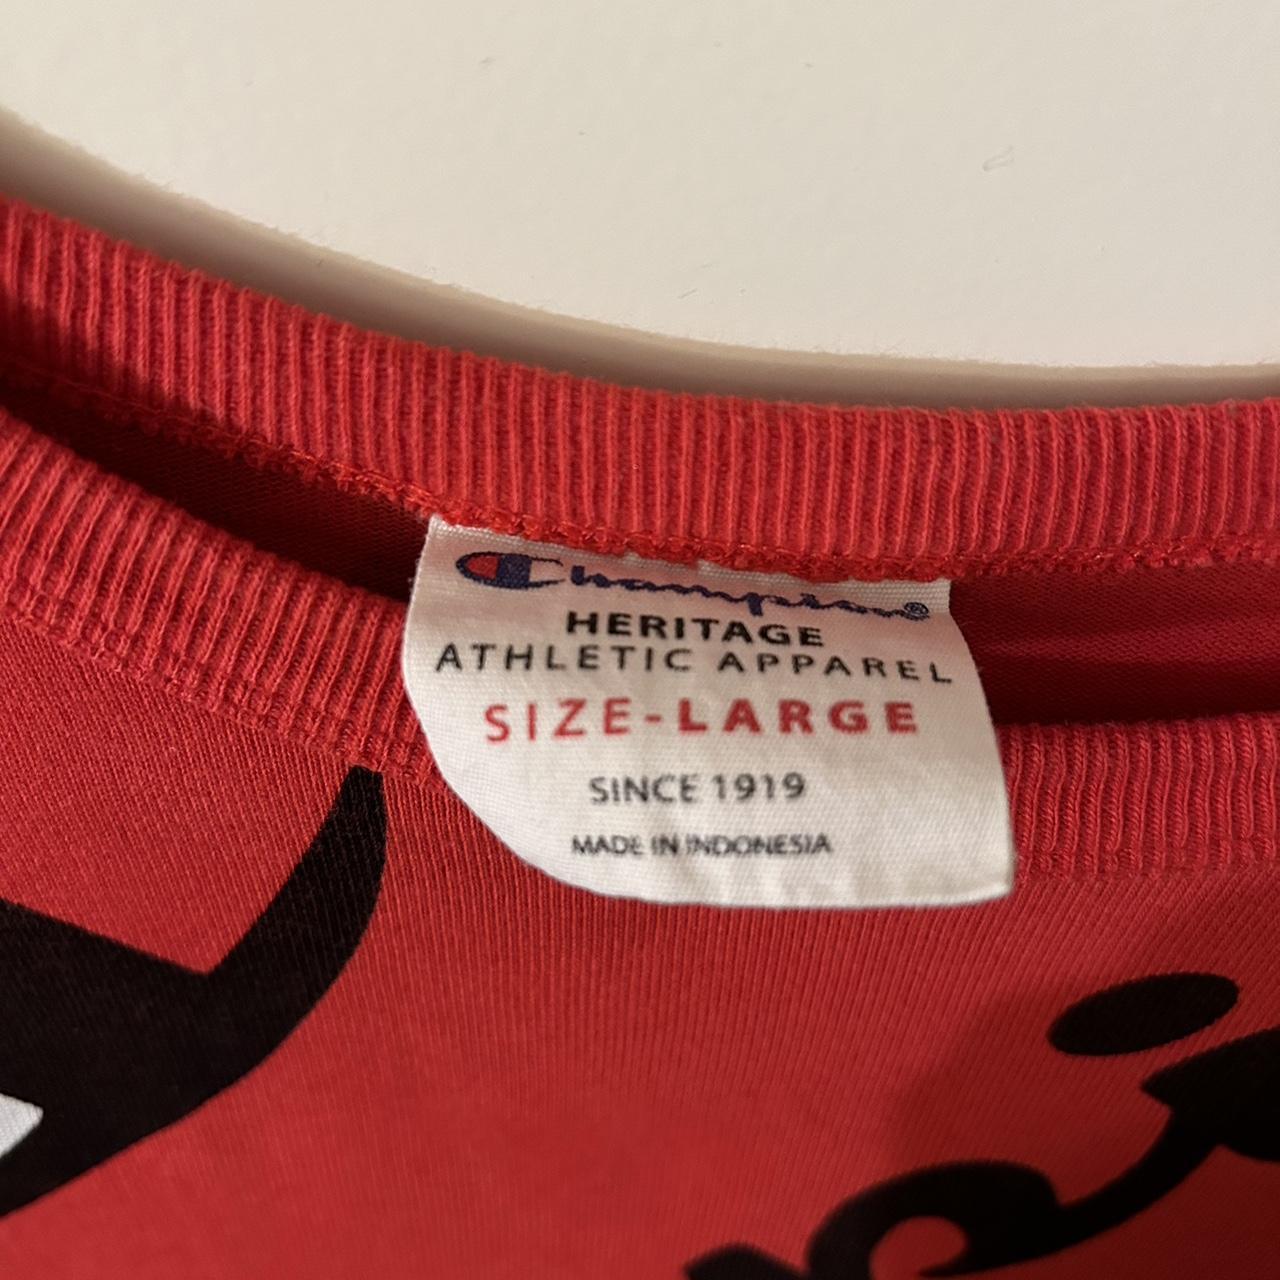 Champion®
HERITAGE
ATHLETIC APPAREL
SIZE-LARGE
SINCE 1919
MADE IN INDONESIA